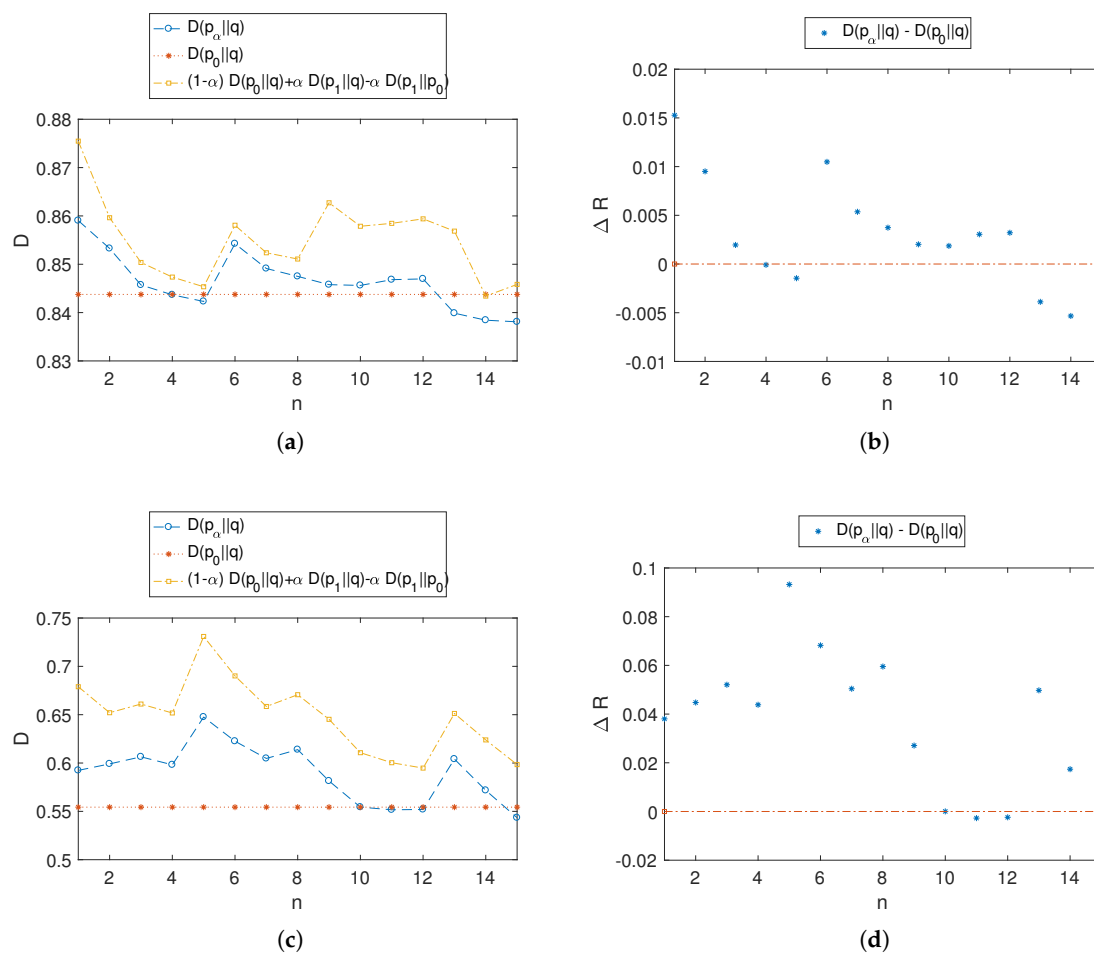 D(pα||q)
D(p0||q)
(1-α) D(p0||q)+α D(p1||q)-α D(p1||p0)
0.88
0.87
0.86
0.85
0.84
0.83
D
2 4 6 8 10 12 14
n
(a)
D(pα||q) - D(p0||q)
0.02
0.015
0.01
0.005
0
-0.005
-0.01
Δ R
2 4 6 8 10 12 14
n
(b)
D(pα||q)
D(p0||q)
(1-α) D(p0||q)+α D(p1||q)-α D(p1||p0)
0.75
0.7
0.65
0.6
0.55
0.5
D
2 4 6 8 10 12 14
n
(c)
D(pα||q) - D(p0||q)
0.1
0.08
0.06
0.04
0.02
0
-0.02
Δ R
2 4 6 8 10 12 14
n
(d)